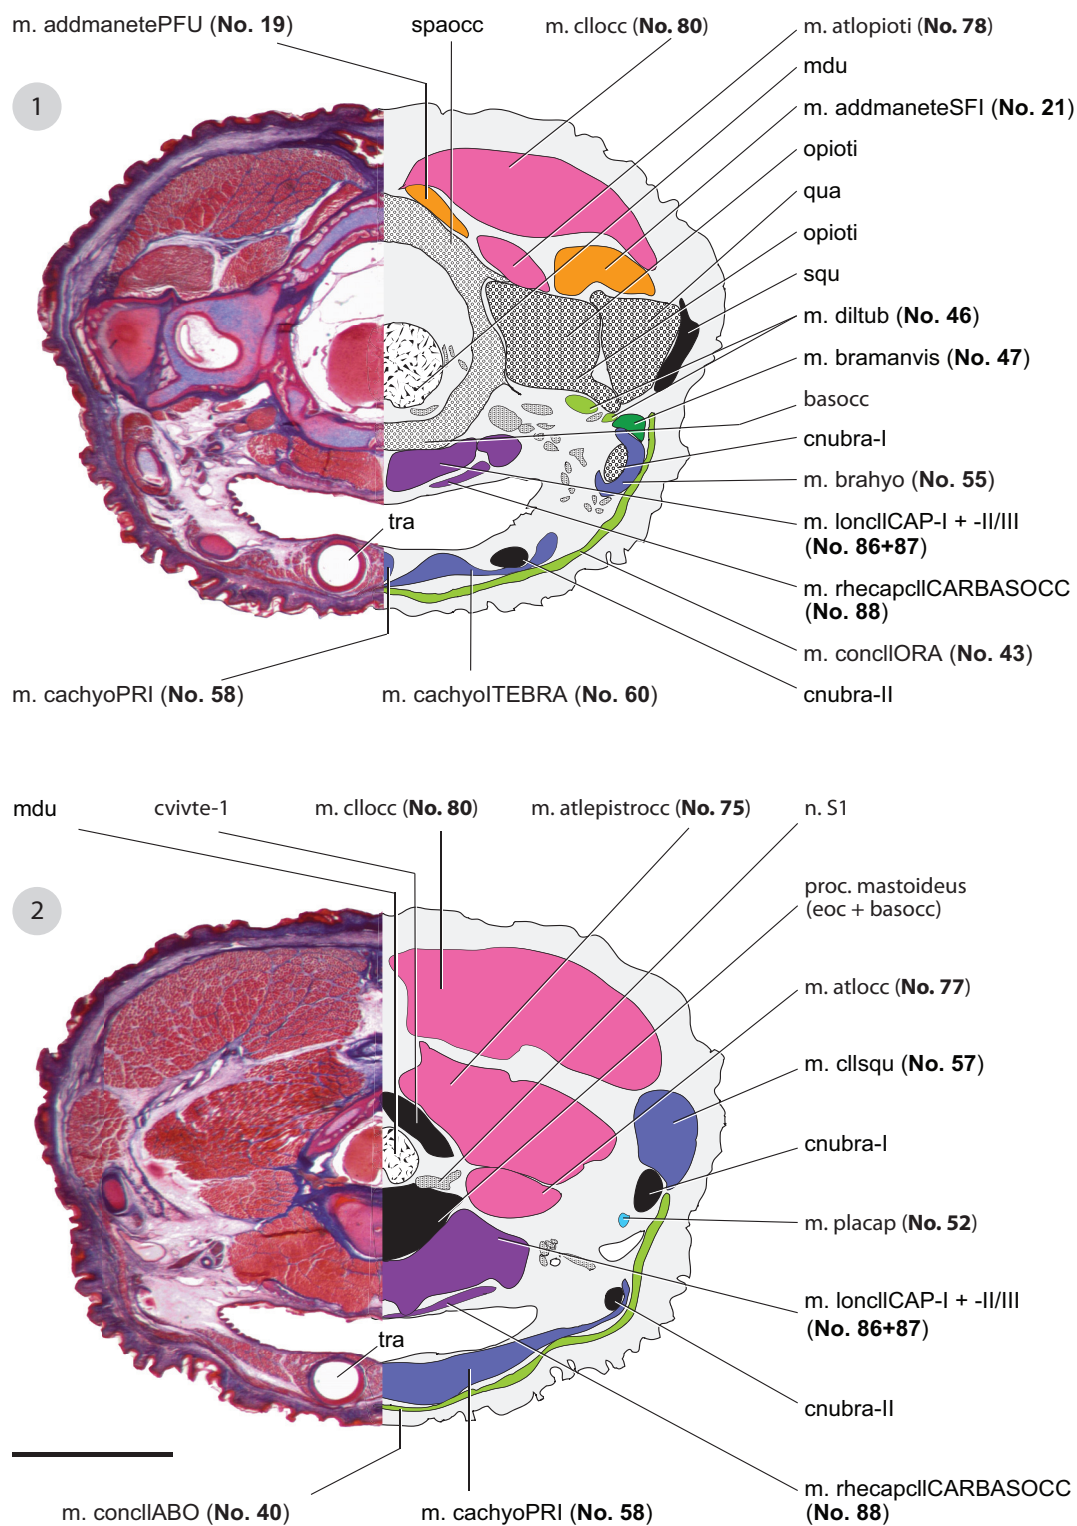 m. addmanetePFU (No. 19)
spaocc
m. cllocc (No. 80)
m. atlopioti (No. 78)
mdu
m. addmaneteSFI (No. 21)
opioti
qua
opioti
squ
m. diltub (No. 46)
m. bramanvis (No. 47)
basocc
cnubra-I
m. brahyo (No. 55)
m. loncllCAP-I + -II/III
(No. 86+87)
m. rhecapcllCARBASOCC
(No. 88)
m. concllORA (No. 43)
cnubra-II
1
tra
m. cachyoPRI (No. 58)
m. cachyoITEBRA (No. 60)
mdu
cvivte-1
m. cllocc (No. 80)
m. atlepistrocc (No. 75)
n. S1
proc. mastoideus
(eoc + basocc)
m. atlocc (No. 77)
m. cllsqu (No. 57)
cnubra-I
m. placap (No. 52)
m. loncllCAP-I + -II/III
(No. 86+87)
cnubra-II
m. rhecapcllCARBASOCC
(No. 88)
2
tra
m. concllABO (No. 40)
m. cachyoPRI (No. 58)